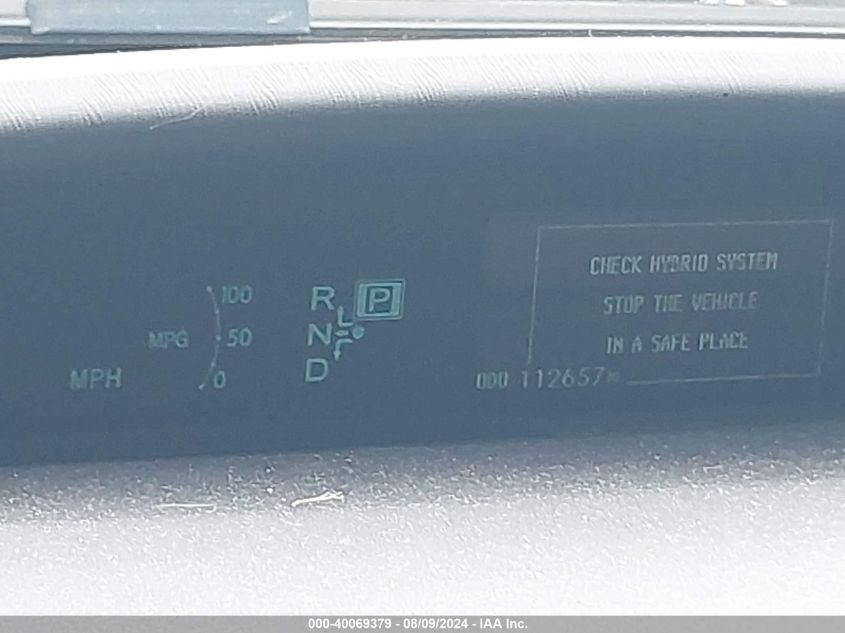 CHECK HYBRID SYSTEM
STOP THE VEHICLE
IN A SAFE PLACE
100
MPG 50
0
MPH
R P
N
D
ODO 112657
000-40069379 - 08/09/2024 - IAA Inc.